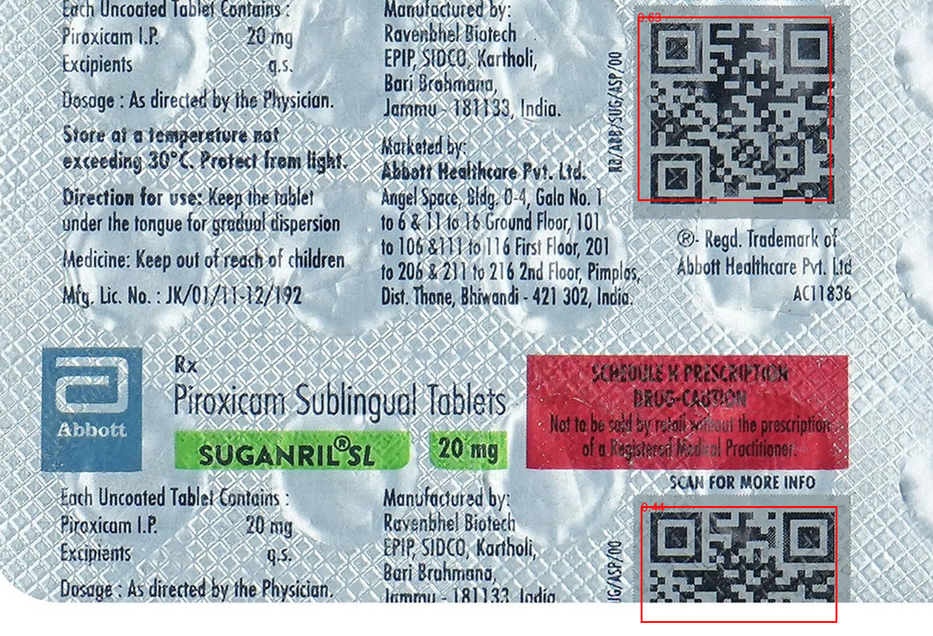 Each Uncoated Tablet Contains :
Piroxicam I.P. 20 mg
Excipients q.s.
Dosage : As directed by the Physician.
Store at a temperature not
exceeding 30°C. Protect from light.
Direction for use: Keep the tablet
under the tongue for gradual dispersion
Medicine: Keep out of reach of children
Mfg. Lic. No. : JK/01/11-12/192
Manufactured by:
Ravenbhel Biotech
EPIP, SIDCO, Kartholi,
Bari Brahmana,
Jammu - 181133, India.
Marketed by:
Abbott Healthcare Pvt. Ltd.
Angel Space, Bldg. D-4, Gala No. 1
to 6 & 11 to 16 Ground Floor, 101
to 106 &111 to 116 First Floor, 201
to 206 & 211 to 216 2nd Floor, Pimplas,
Dist. Thane, Bhiwandi - 421 302, India.
0.63
RB/ABB/SUG/ASP/00
®- Regd. Trademark of
Abbott Healthcare Pvt. Ltd
AC11836
Abbott
Rx
Piroxicam Sublingual Tablets
SUGANRIL®SL 20 mg
SCHEDULE H PRESCRIPTION
DRUG-CAUTION
Not to be sold by retail without the prescription
of a Registered Medical Practitioner.
SCAN FOR MORE INFO
Each Uncoated Tablet Contains :
Piroxicam I.P. 20 mg
Excipients q.s.
Dosage : As directed by the Physician.
Manufactured by:
Ravenbhel Biotech
EPIP, SIDCO, Kartholi,
Bari Brahmana,
Jammu - 181133, India
0.44
UG/ASP/00